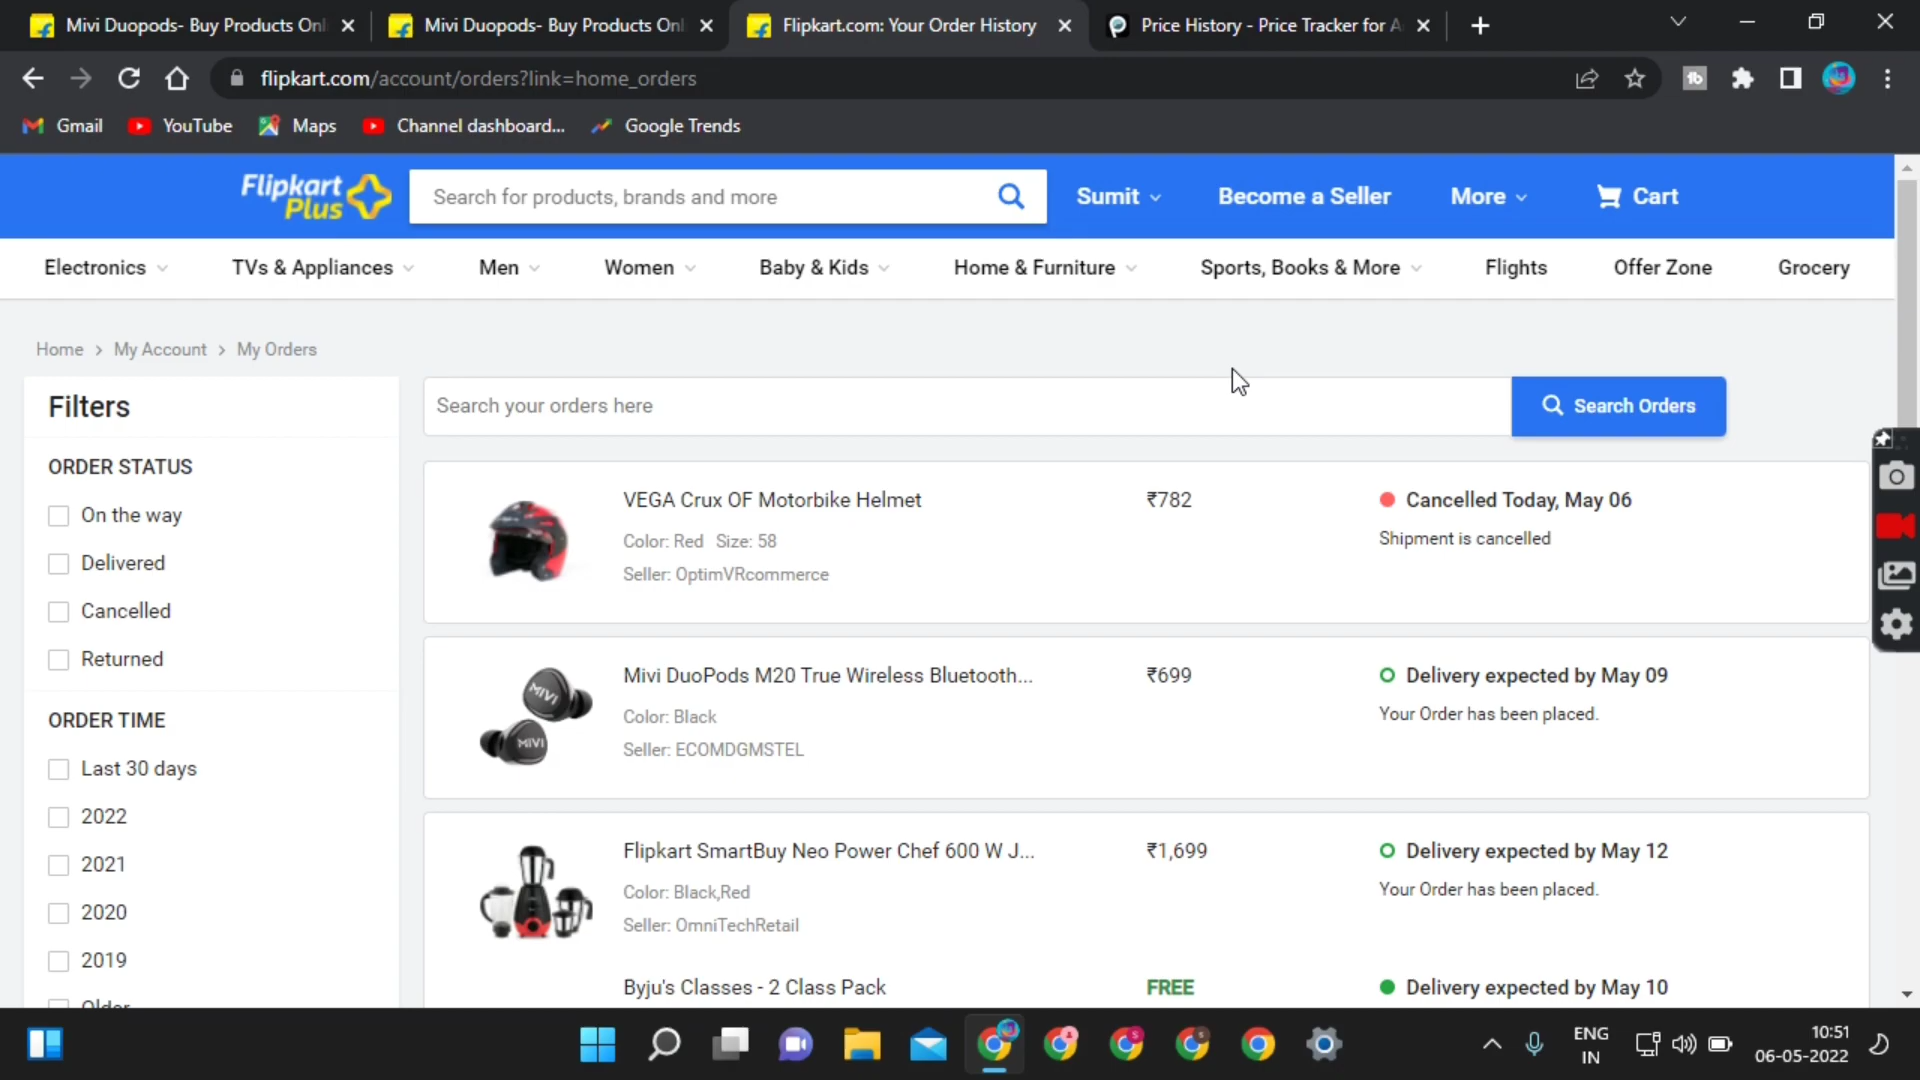 Mivi Duopods- Buy Products Onl
Mivi Duopods- Buy Products Onl
Flipkart.com: Your Order History
Price History - Price Tracker for A
flipkart.com/account/orders?link=home_orders
Gmail
YouTube
Maps
Channel dashboard...
Google Trends
Flipkart
Plus
Search for products, brands and more
Sumit
Become a Seller
More
Cart
Electronics
TVs & Appliances
Men
Women
Baby & Kids
Home & Furniture
Sports, Books & More
Flights
Offer Zone
Grocery
Home > My Account > My Orders
Filters
ORDER STATUS
On the way
Delivered
Cancelled
Returned
ORDER TIME
Last 30 days
2022
2021
2020
2019
Older
Search your orders here
Search Orders
VEGA Crux OF Motorbike Helmet
Color: Red Size: 58
Seller: OptimVRcommerce
₹782
Cancelled Today, May 06
Shipment is cancelled
MIVI
MIVI
Mivi DuoPods M20 True Wireless Bluetooth...
Color: Black
Seller: ECOMDGMSTEL
₹699
Delivery expected by May 09
Your Order has been placed.
Flipkart SmartBuy Neo Power Chef 600 W J...
Color: Black,Red
Seller: OmniTechRetail
₹1,699
Delivery expected by May 12
Your Order has been placed.
Byju's Classes - 2 Class Pack
FREE
Delivery expected by May 10
ENG
IN
10:51
06-05-2022